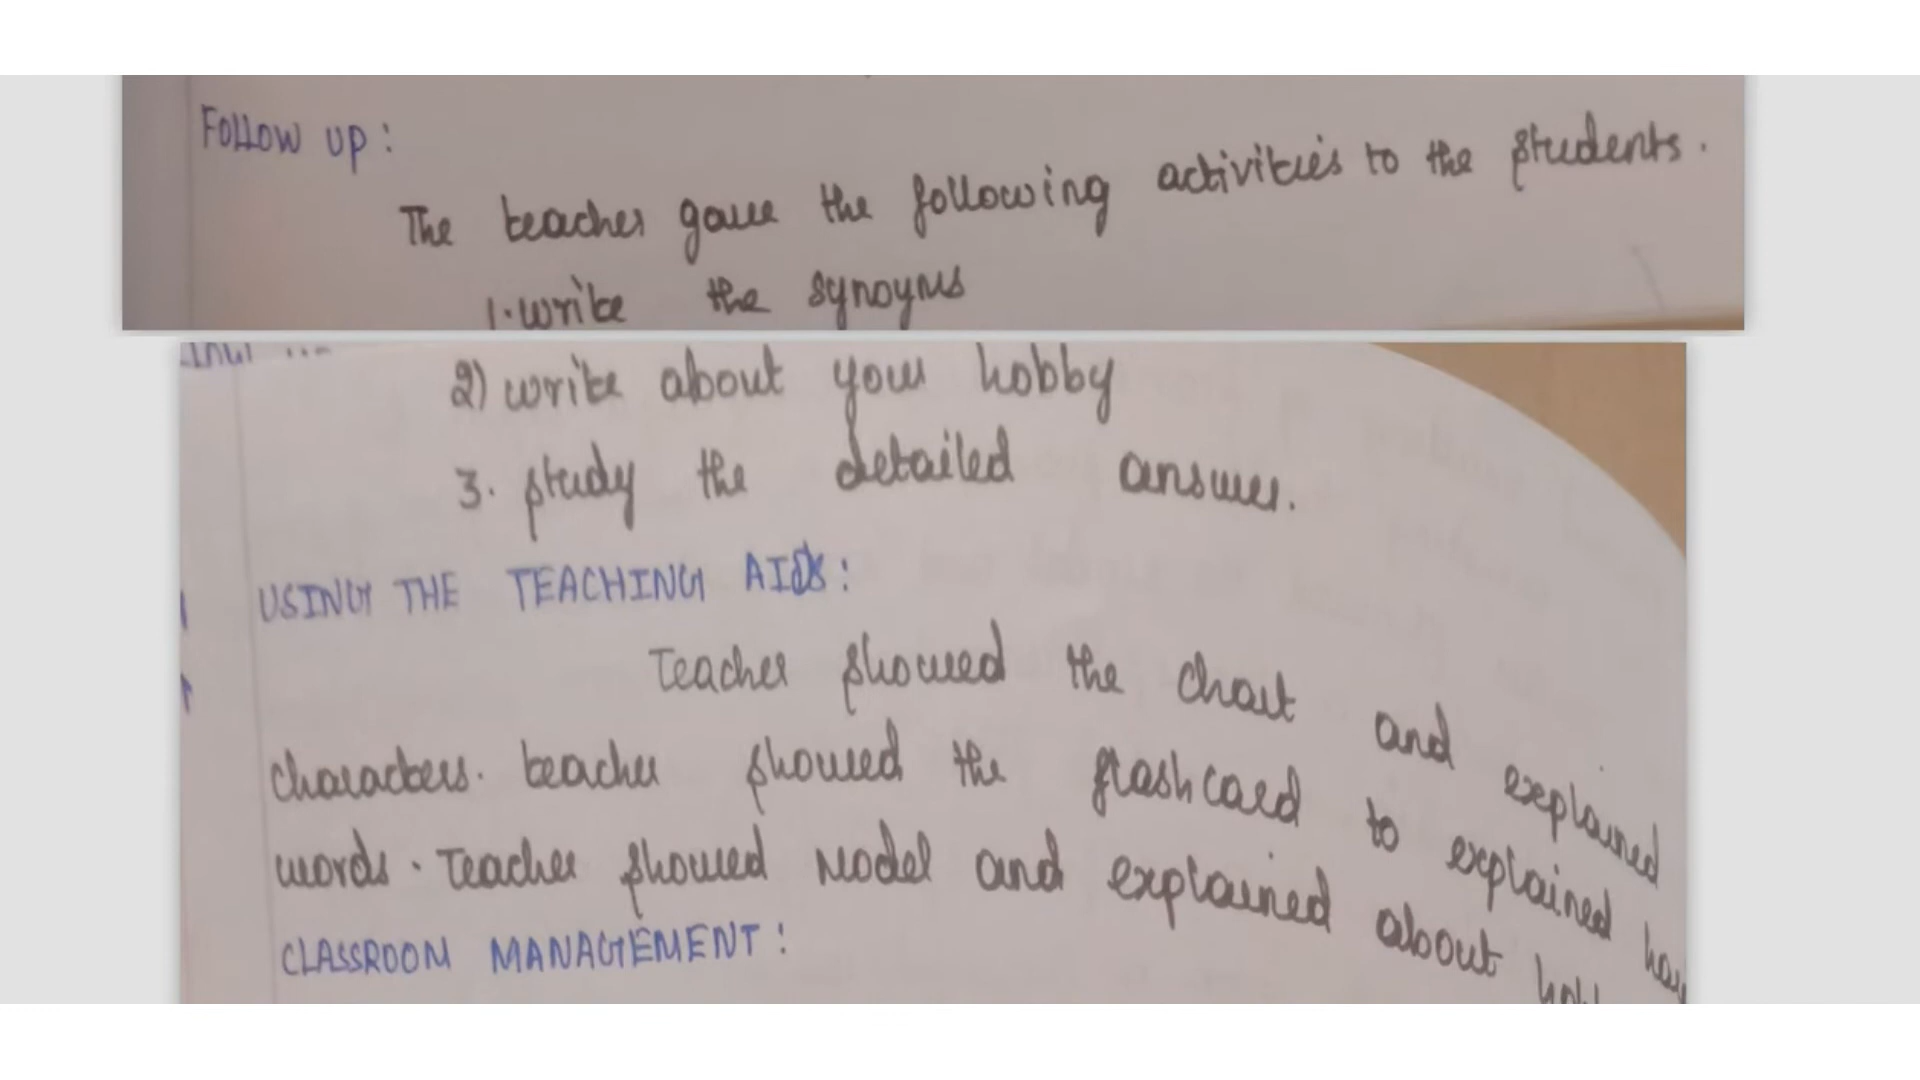 Follow up:
The teacher gave the following activities to the students.
1. write the synoyms
2) write about your hobby
3. study the detailed answer.
USING THE TEACHING AIDS:
Teacher showed the chart and explained
characters. teacher showed the flash card to explained
words. Teacher showed Model and explained about
CLASSROOM MANAGEMENT: